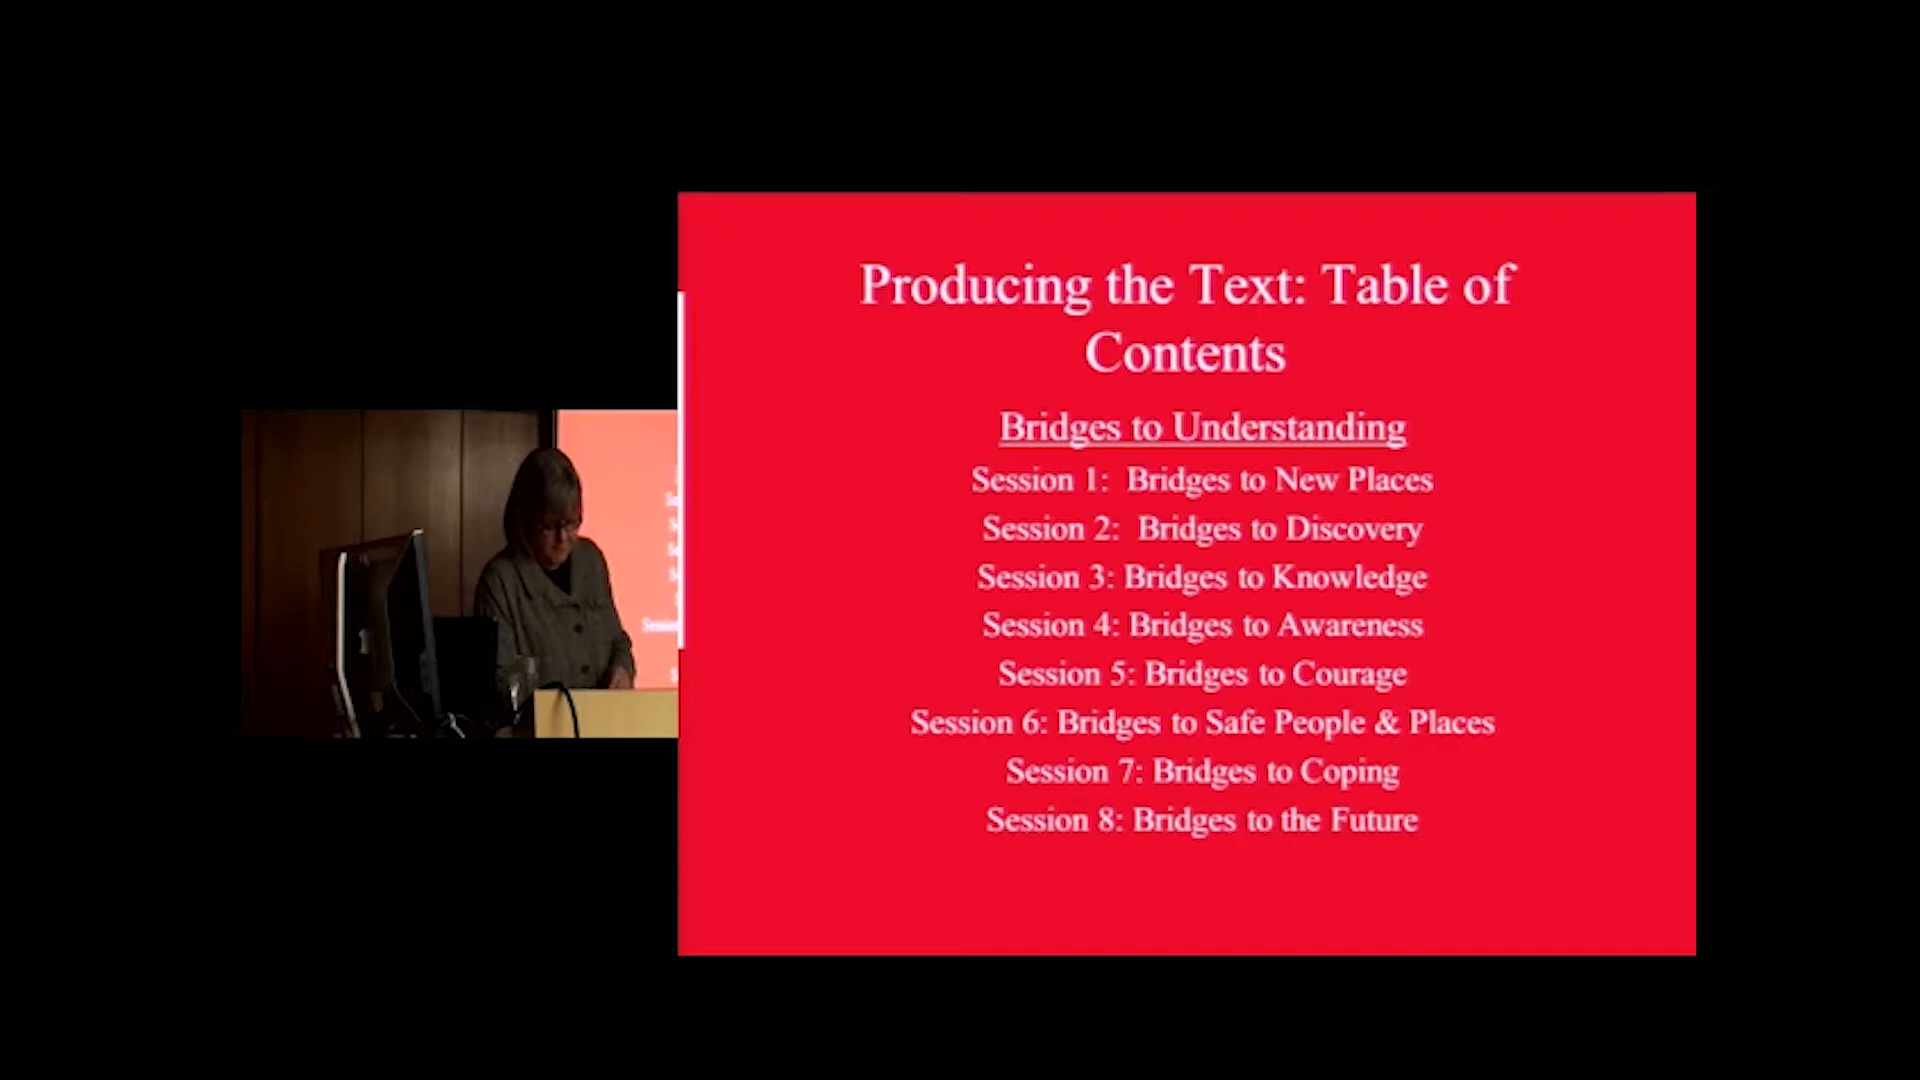 Producing the Text: Table of
Contents
Bridges to Understanding
Session 1: Bridges to New Places
Session 2: Bridges to Discovery
Session 3: Bridges to Knowledge
Session 4: Bridges to Awareness
Session 5: Bridges to Courage
Session 6: Bridges to Safe People & Places
Session 7: Bridges to Coping
Session 8: Bridges to the Future